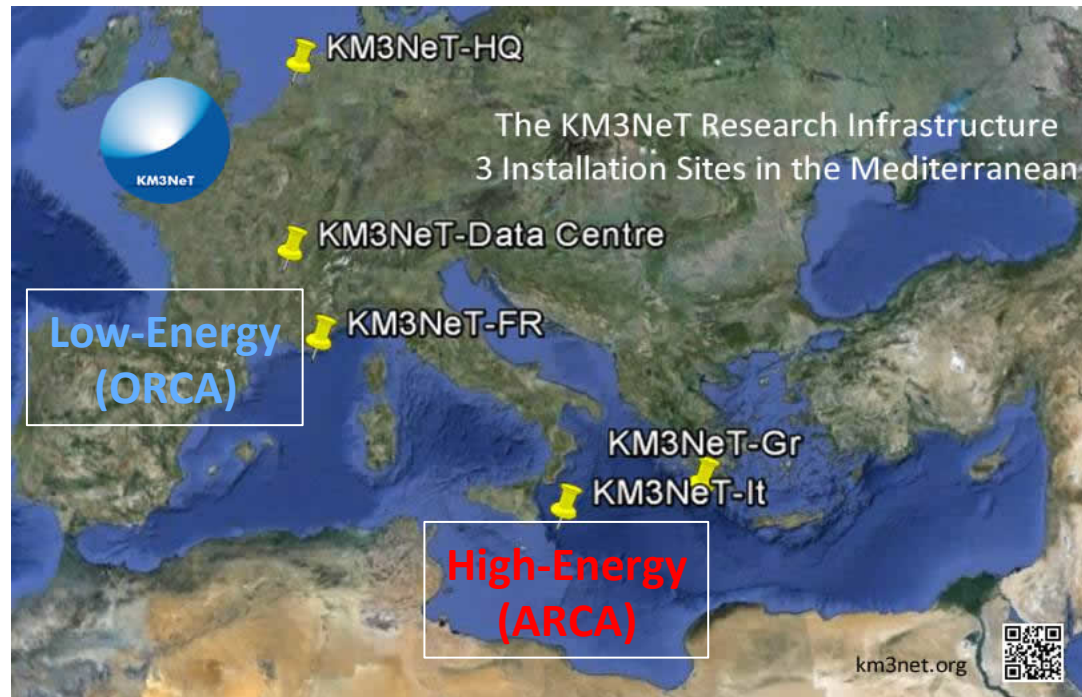 KM3NeT-HQ
KM3NeT
The KM3NeT Research Infrastructure
3 Installation Sites in the Mediterranean
KM3NeT-Data Centre
KM3NeT-FR
Low-Energy
(ORCA)
KM3NeT-Gr
KM3NeT-It
High-Energy
(ARCA)
km3net.org